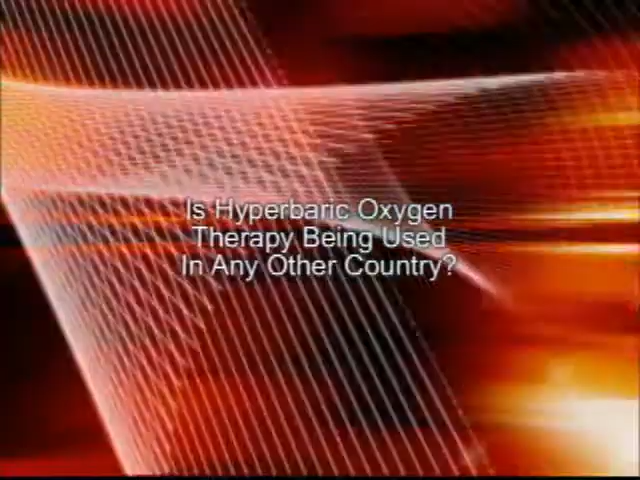 Is Hyperbaric Oxygen
Therapy Being Used
In Any Other Country?